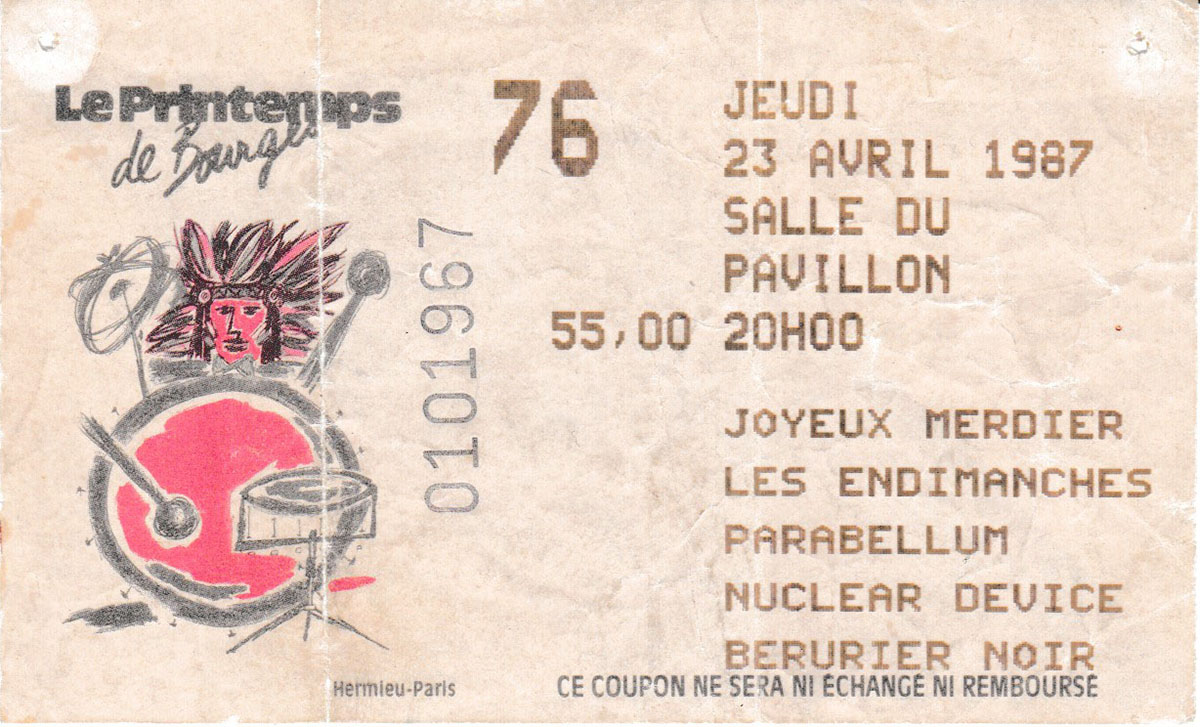 Le Printemps
de Bourges
76
0101967
JEUDI
23 AVRIL 1987
SALLE DU
PAVILLON
55,00 20H00
JOYEUX MERDIER
LES ENDIMANCHES
PARABELLUM
NUCLEAR DEVICE
BERURIER NOIR
Hermieu-Paris
CE COUPON NE SERA NI ÉCHANGÉ NI REMBOURSÉ